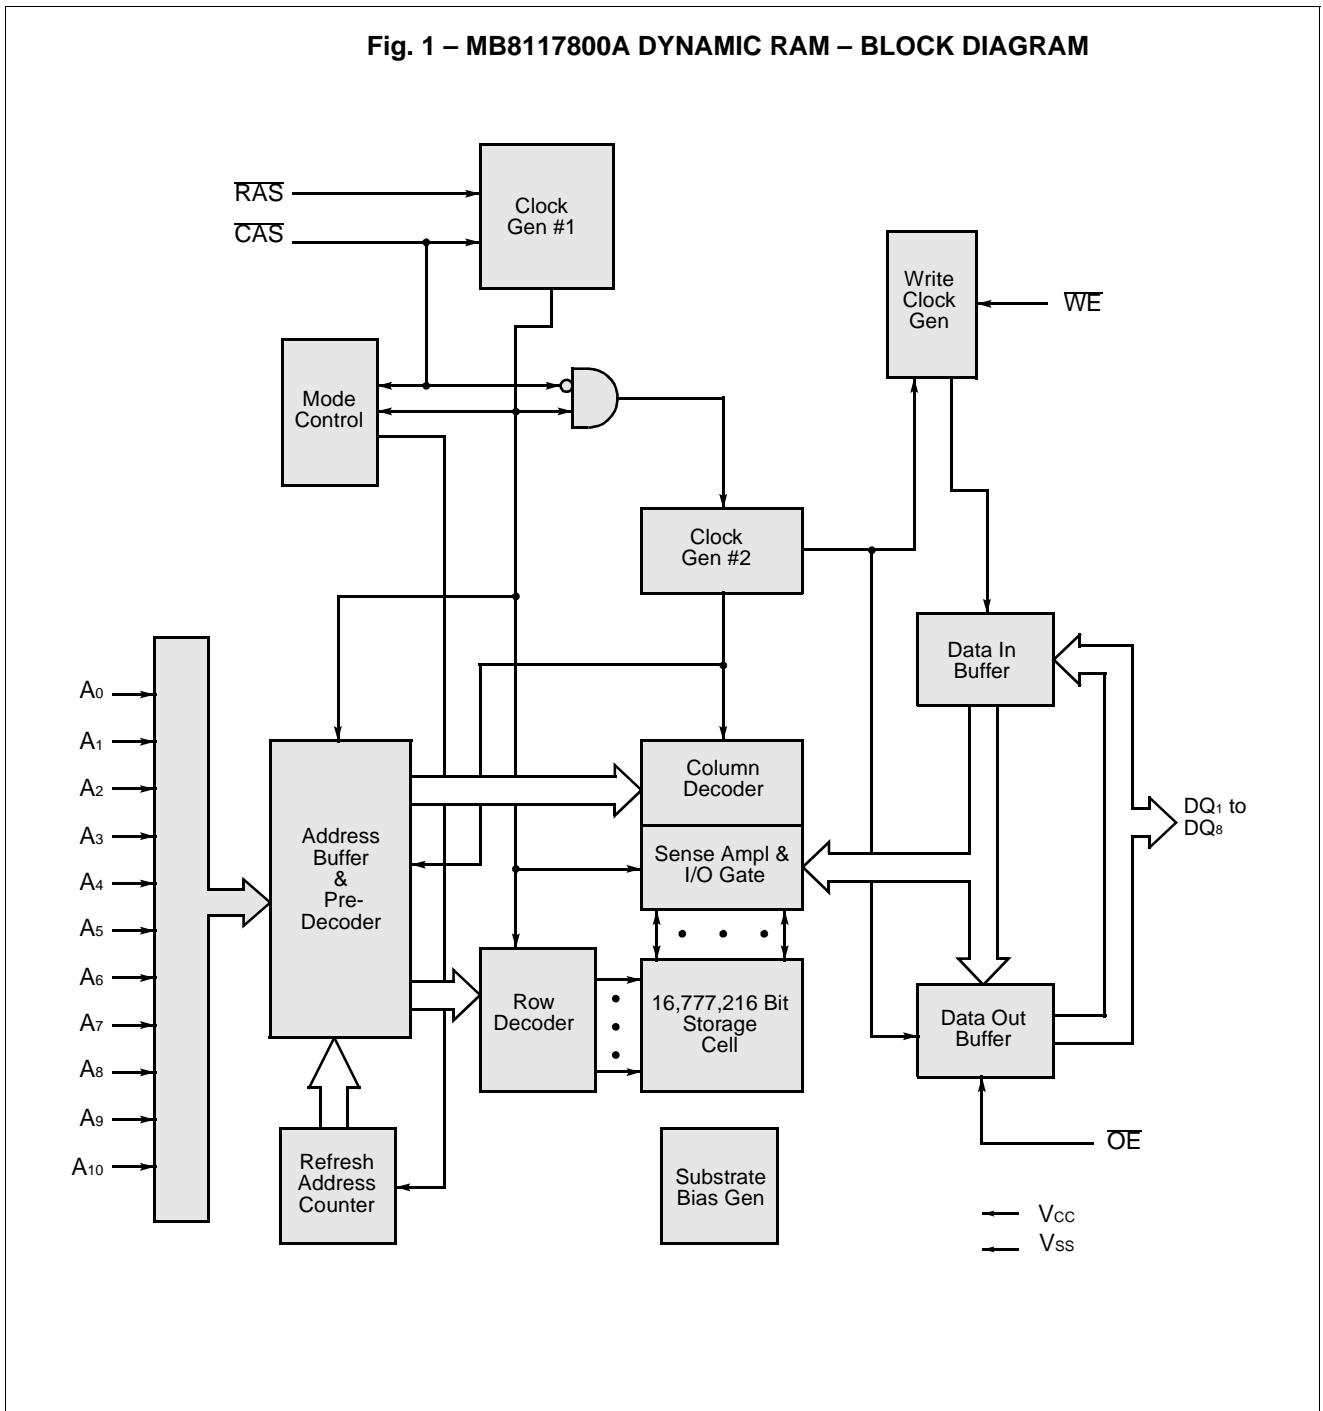 Fig. 1 – MB8117800A DYNAMIC RAM – BLOCK DIAGRAM
RAS
CAS
Clock
Gen #1
Write
Clock
Gen
WE
Mode
Control
Clock
Gen #2
Data In
Buffer
A0
A1
A2
A3
A4
A5
A6
A7
A8
A9
A10
Address
Buffer
&
Pre-
Decoder
Column
Decoder
Sense Ampl &
I/O Gate
DQ1 to
DQ8
Row
Decoder
16,777,216 Bit
Storage
Cell
Data Out
Buffer
Refresh
Address
Counter
Substrate
Bias Gen
OE
VCC
VSS